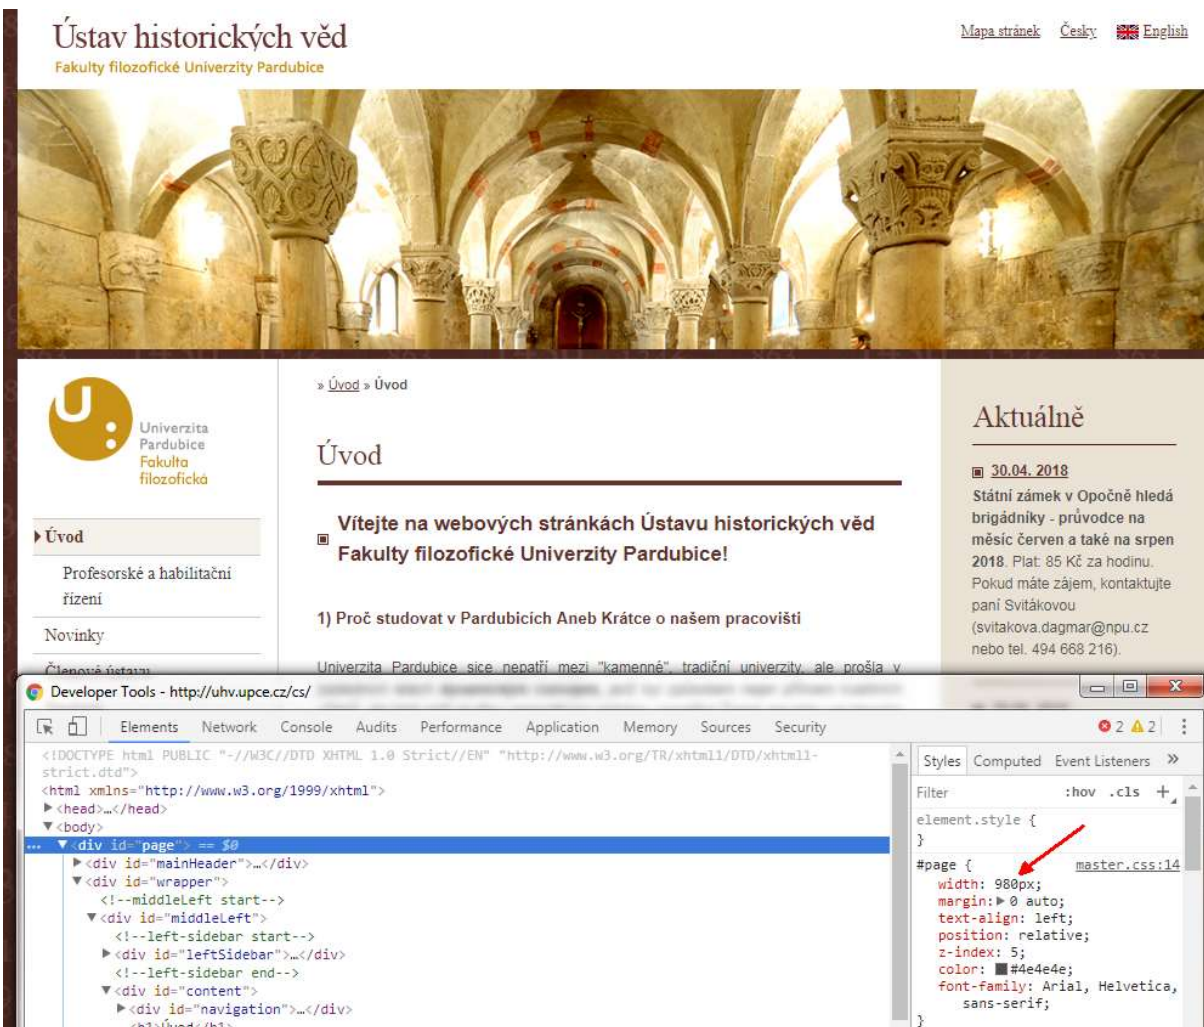 Ústav historických věd
Fakulty filozofické Univerzity Pardubice
Mapa stránek Česky English
» Úvod » Úvod
U:
Univerzita
Pardubice
Fakulta
filozofická
Úvod
Profesorské a habilitační
řízení
Novinky
Členové ústavu
Úvod
Vítejte na webových stránkách Ústavu historických věd
Fakulty filozofické Univerzity Pardubice!
1) Proč studovat v Pardubicích Aneb Krátce o našem pracovišti
Univerzita Pardubice sice nepatří mezi "kamenné", tradiční univerzity, ale prošla v
Aktuálně
30.04. 2018
Státní zámek v Opočně hledá
brigádníky - průvodce na
měsíc červen a také na srpen
2018. Plat: 85 Kč za hodinu.
Pokud máte zájem, kontaktujte
paní Svitákovou
(svitakova.dagmar@npu.cz
nebo tel. 494 668 216).
Developer Tools - http://uhv.upce.cz/cs/
Elements Network Console Audits Performance Application Memory Sources Security 2 2
<!DOCTYPE html PUBLIC "-//W3C//DTD XHTML 1.0 Strict//EN" "http://www.w3.org/TR/xhtml1/DTD/xhtml1-
strict.dtd">
<html xmlns="http://www.w3.org/1999/xhtml">
<head>…</head>
<body>
... <div id="page"> == $0
<div id="mainHeader">…</div>
<div id="wrapper">
<!--middleLeft start-->
<div id="middleLeft">
<!--left-sidebar start-->
<div id="leftSidebar">…</div>
<!--left-sidebar end-->
<div id="content">
<div id="navigation">…</div>
<h1>Úvod</h1>
Styles Computed Event Listeners »
Filter :hov .cls +
element.style {
}
#page { master.css:14
width: 980px;
margin: 0 auto;
text-align: left;
position: relative;
z-index: 5;
color: #4e4e4e;
font-family: Arial, Helvetica,
sans-serif;
}